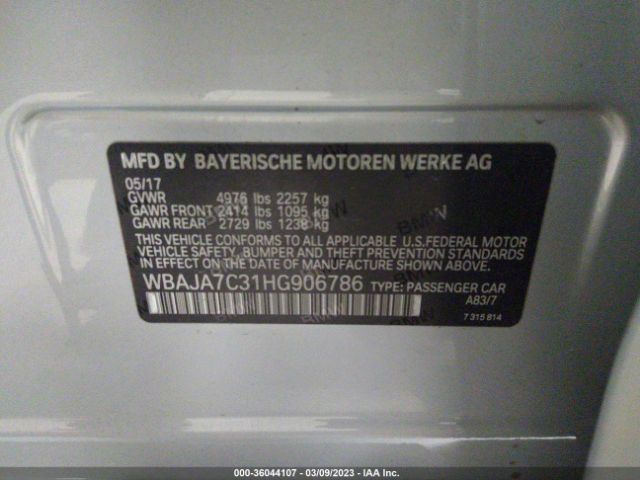 MFD BY BAYERISCHE MOTOREN WERKE AG
05/17
GVWR 4976 lbs 2257 kg
GAWR FRONT 2414 lbs 1095 kg
GAWR REAR 2729 lbs 1238 kg
THIS VEHICLE CONFORMS TO ALL APPLICABLE U.S.FEDERAL MOTOR
VEHICLE SAFETY, BUMPER AND THEFT PREVENTION STANDARDS
IN EFFECT ON THE DATE OF MANUFACTURE SHOWN ABOVE.
WBAJA7C31HG906786 TYPE: PASSENGER CAR
A83/7
7 315 814
000-36044107 - 03/09/2023 - IAA Inc.